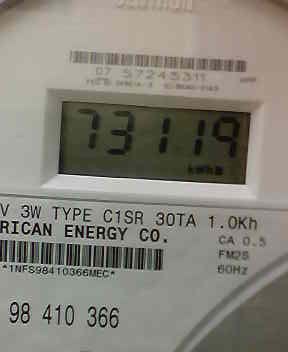 07 57245311
73119
kWh
V 3W TYPE C1SR 30TA 1.0Kh
RICAN ENERGY CO.
CA 0.5
*1NFS98410366MEC*
FM2S
60Hz
98 410 366